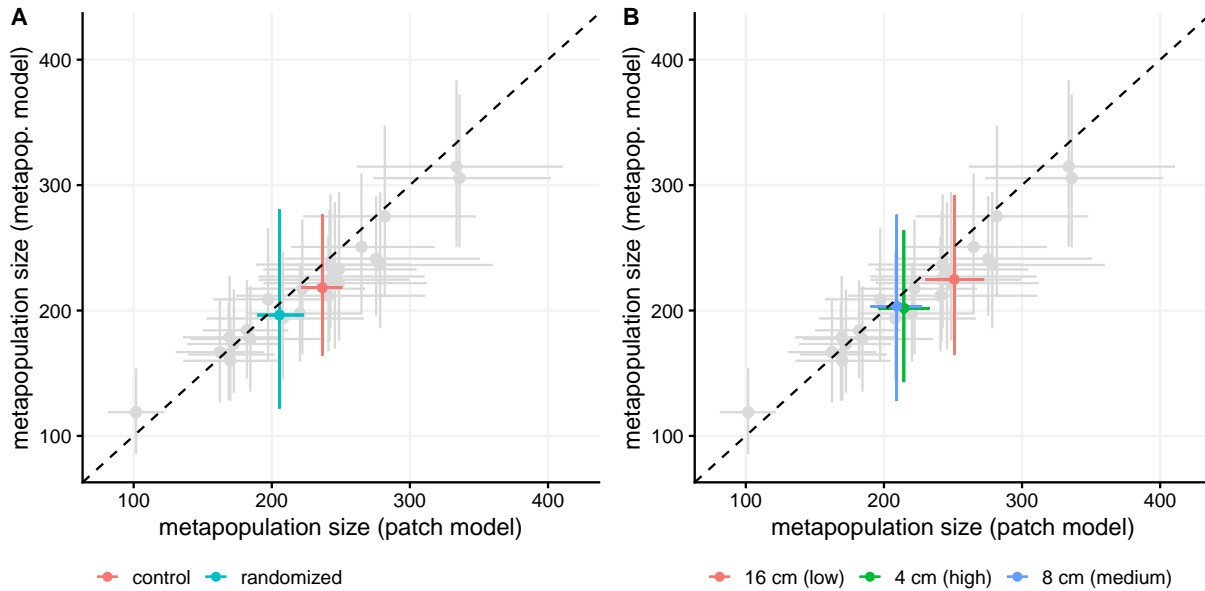 A
metapopulation size (metapop. model)
400
300
200
100
100 200 300 400
metapopulation size (patch model)
control randomized
B
metapopulation size (metapop. model)
400
300
200
100
100 200 300 400
metapopulation size (patch model)
16 cm (low) 4 cm (high) 8 cm (medium)